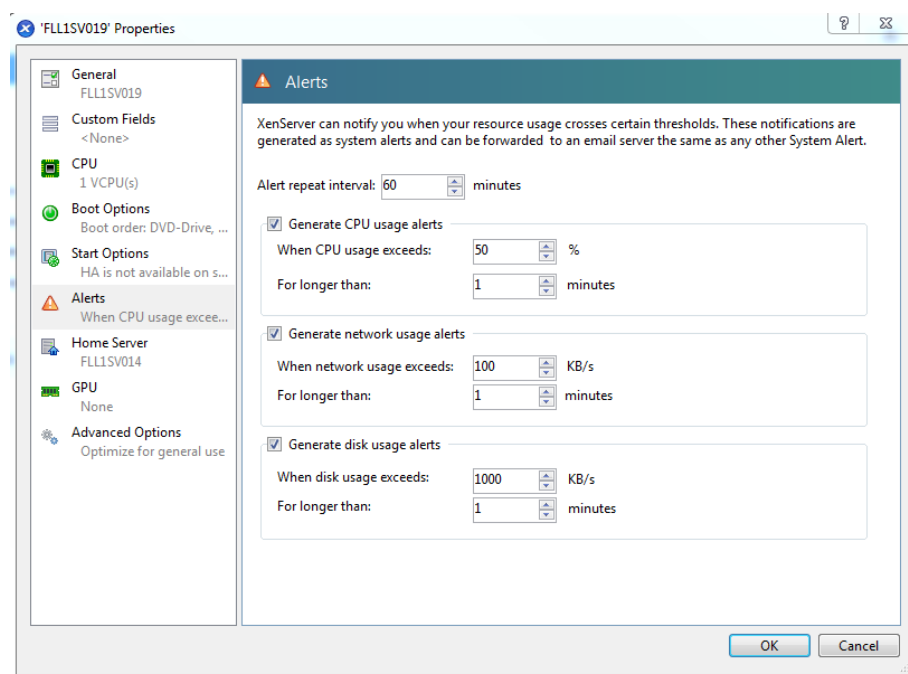 'FLL1SV019' Properties
General
FLL1SV019
Custom Fields
<None>
CPU
1 VCPU(s)
Boot Options
Boot order: DVD-Drive, ...
Start Options
HA is not available on s...
Alerts
When CPU usage excee...
Home Server
FLL1SV014
GPU
None
Advanced Options
Optimize for general use
Alerts
XenServer can notify you when your resource usage crosses certain thresholds. These notifications are
generated as system alerts and can be forwarded to an email server the same as any other System Alert.
Alert repeat interval: 60 minutes
Generate CPU usage alerts
When CPU usage exceeds: 50 %
For longer than: 1 minutes
Generate network usage alerts
When network usage exceeds: 100 KB/s
For longer than: 1 minutes
Generate disk usage alerts
When disk usage exceeds: 1000 KB/s
For longer than: 1 minutes
OK Cancel